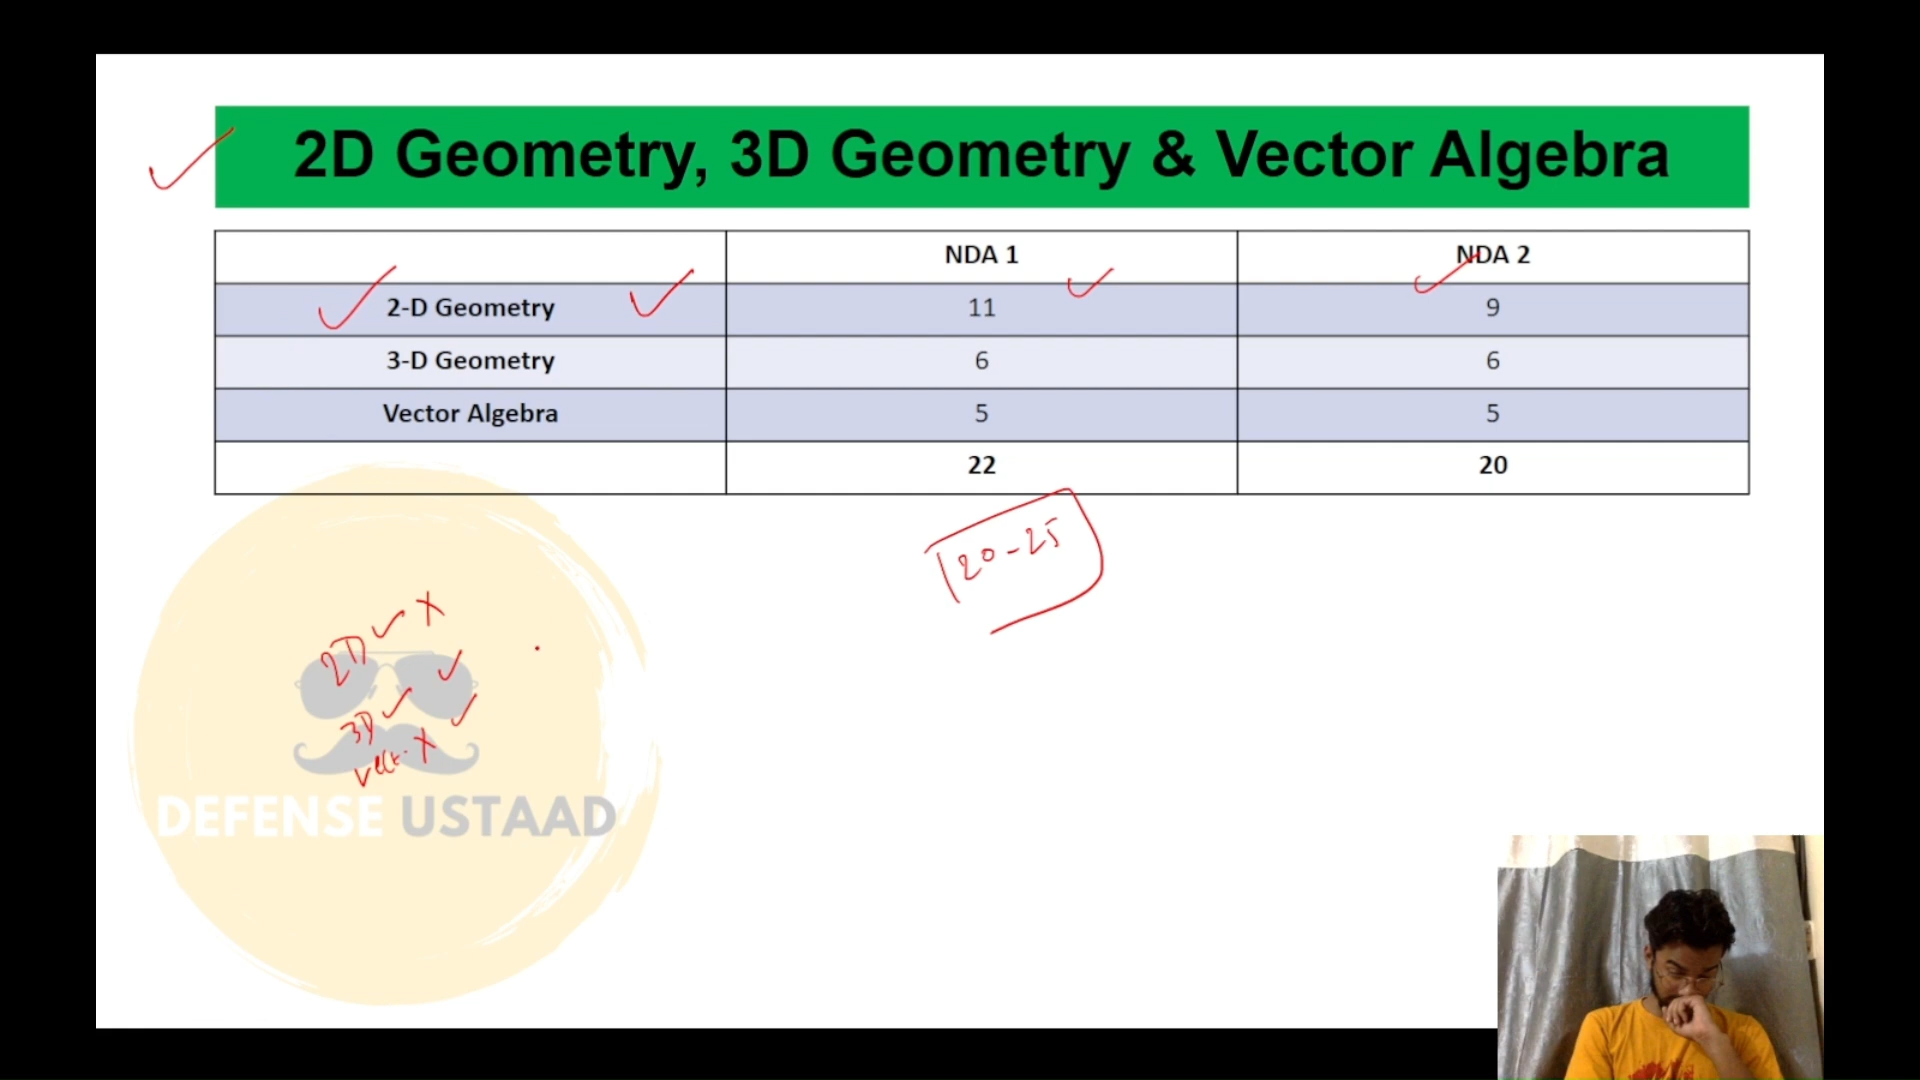 2D Geometry, 3D Geometry & Vector Algebra
NDA 1 NDA 2
2-D Geometry 11 9
3-D Geometry 6 6
Vector Algebra 5 5
22 20
20-25
2D
3D
Vect.
DEFENSE USTAAD